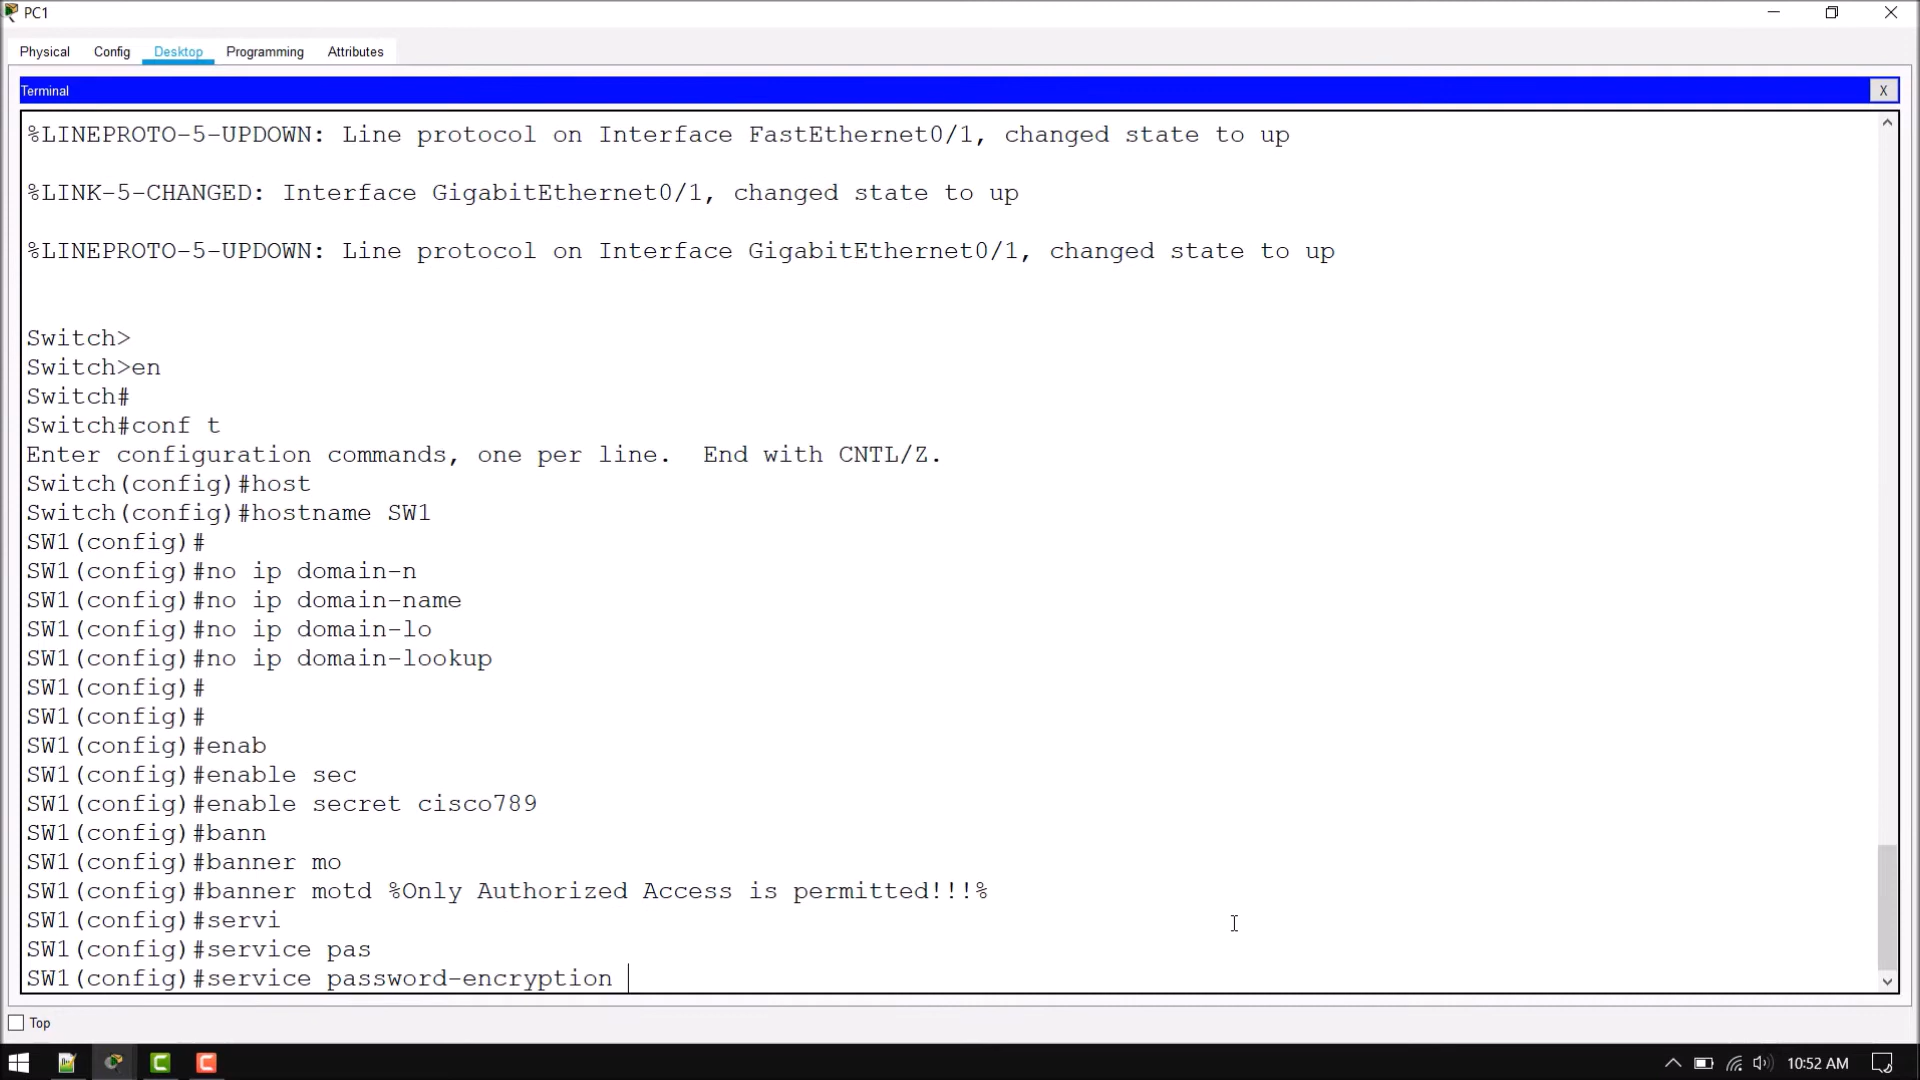 PC1
Physical Config Desktop Programming Attributes
Terminal X
%LINEPROTO-5-UPDOWN: Line protocol on Interface FastEthernet0/1, changed state to up
%LINK-5-CHANGED: Interface GigabitEthernet0/1, changed state to up
%LINEPROTO-5-UPDOWN: Line protocol on Interface GigabitEthernet0/1, changed state to up
Switch>
Switch>en
Switch#
Switch#conf t
Enter configuration commands, one per line.  End with CNTL/Z.
Switch(config)#host
Switch(config)#hostname SW1
SW1(config)#
SW1(config)#no ip domain-n
SW1(config)#no ip domain-name
SW1(config)#no ip domain-lo
SW1(config)#no ip domain-lookup
SW1(config)#
SW1(config)#
SW1(config)#enab
SW1(config)#enable sec
SW1(config)#enable secret cisco789
SW1(config)#bann
SW1(config)#banner mo
SW1(config)#banner motd %Only Authorized Access is permitted!!!%
SW1(config)#servi
SW1(config)#service pas
SW1(config)#service password-encryption
Top
10:52 AM